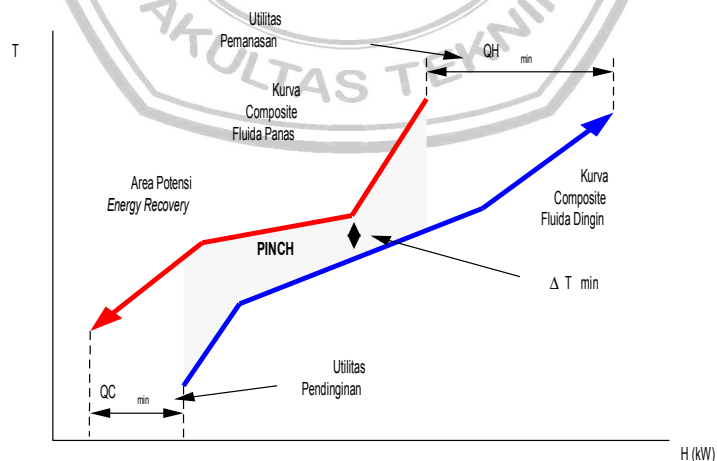 Utilitas
Pemanasan
T
QH min
AKULTAS TEKNI
Kurva
Composite
Fluida Panas
Area Potensi
Energy Recovery
Kurva
Composite
Fluida Dingin
PINCH
Δ T min
Utilitas
Pendinginan
QC min
H (kW)